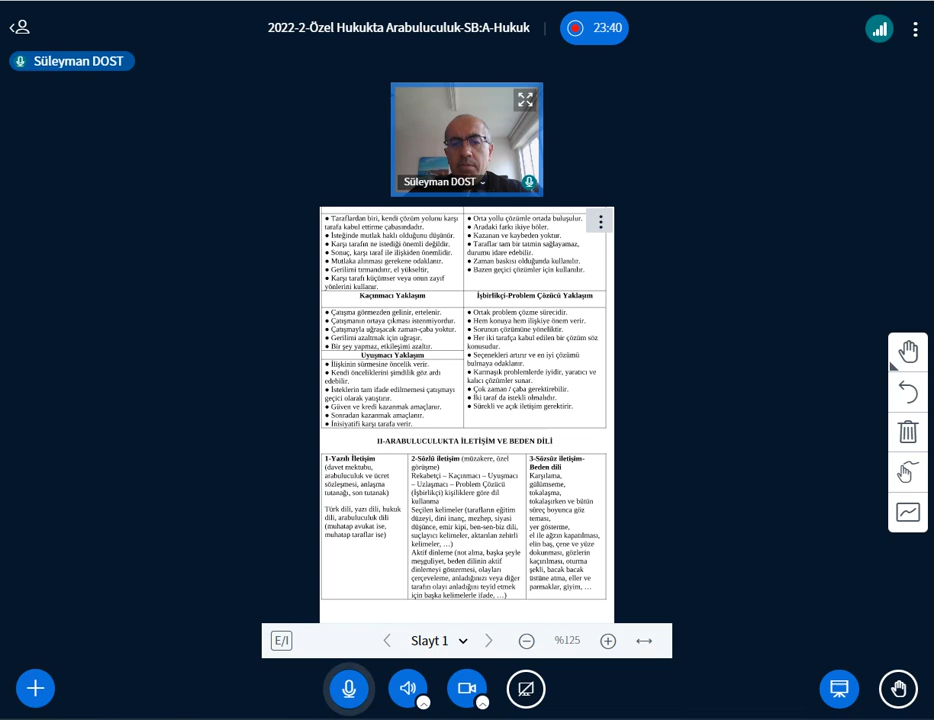 2022-2-Özel Hukukta Arabuluculuk-SB:A-Hukuk
23:40
Süleyman DOST
Süleyman DOST
● Taraflardan biri, kendi çözüm yolunu karşı
tarafa kabul ettirme çabasındadır.
● İsteğinde mutlak haklı olduğunu düşünür.
● Karşı tarafın ne istediği önemli değildir.
● Sonuç, karşı taraf ile ilişkiden önemlidir.
● Mutlaka alınması gerekene odaklanır.
● Gerilimi tırmandırır, el yükseltir,
● Karşı tarafı küçümser veya onun zayıf
yönlerini kullanır.
● Orta yollu çözümle ortada buluşulur.
● Aradaki farkı ikiye böler.
● Kazanan ve kaybeden yoktur.
● Taraflar tam bir tatmin sağlayamaz,
durumu idare edebilir.
● Zaman baskısı olduğunda kullanılır.
● Bazen geçici çözümler için kullanılır.
Kaçınmacı Yaklaşım
● Çatışma görmezden gelinir, ertelenir.
● Çatışmanın ortaya çıkması istenmiyordur.
● Çatışmayla uğraşacak zaman-çaba yoktur.
● Gerilimi azaltmak için uğraşır.
● Bir şey yapmaz, etkileşimi azaltır.
Uyuşmacı Yaklaşım
● İlişkinin sürmesine öncelik verir.
● Kendi önceliklerini şimdilik göz ardı
edebilir.
● İsteklerin tam ifade edilmemesi çatışmayı
geçici olarak yatıştırır.
● Güven ve kredi kazanmak amaçlanır.
● Sonradan kazanmak amaçlanır.
● İnisiyatifi karşı tarafa verir.
İşbirlikçi-Problem Çözücü Yaklaşım
● Ortak problem çözme sürecidir.
● Hem konuya hem ilişkiye önem verir.
● Sorunun çözümüne yöneliktir.
● Her iki tarafça kabul edilen bir çözüm söz
konusudur.
● Seçenekleri artırır ve en iyi çözümü
bulmaya odaklanır.
● Karmaşık problemlerde iyidir, yaratıcı ve
kalıcı çözümler sunar.
● Çok zaman / çaba gerektirebilir.
● İki taraf da istekli olmalıdır.
● Sürekli ve açık iletişim gerektirir.
II-ARABULUCULUKTA İLETİŞİM VE BEDEN DİLİ
1-Yazılı İletişim
(davet mektubu,
arabuluculuk ve ücret
sözleşmesi, anlaşma
tutanağı, son tutanak)
Türk dili, yazı dili, hukuk
dili, arabuluculuk dili
(muhatap avukat ise,
muhatap taraflar ise)
2-Sözlü iletişim (müzakere, özel
görüşme)
Rekabetçi – Kaçınmacı – Uyuşmacı
– Uzlaşmacı – Problem Çözücü
(İşbirlikçi) kişiliklere göre dil
kullanma
Seçilen kelimeler (tarafların eğitim
düzeyi, dini inanç, mezhep, siyasi
düşünce, emir kipi, ben-sen-biz dili,
suçlayıcı kelimeler, aktarılan zehirli
kelimeler, …)
Aktif dinleme (not alma, başka şeyle
meşguliyet, beden dilinin aktif
dinlemeyi göstermesi, olayları
çerçeveleme, anladığınızı veya diğer
tarafın olayı anladığını teyid etmek
için başka kelimelerle ifade, …)
3-Sözsüz iletişim-
Beden dili
Karşılama,
gülümseme,
tokalaşma,
tokalaşırken ve bütün
süreç boyunca göz
teması,
yer gösterme,
el ile ağzın kapatılması,
elin baş, çene ve yüze
dokunması, gözlerin
kaçırılması, oturma
şekli, bacak bacak
üstüne atma, eller ve
parmaklar, giyim, …
E/I
Slayt 1
%125